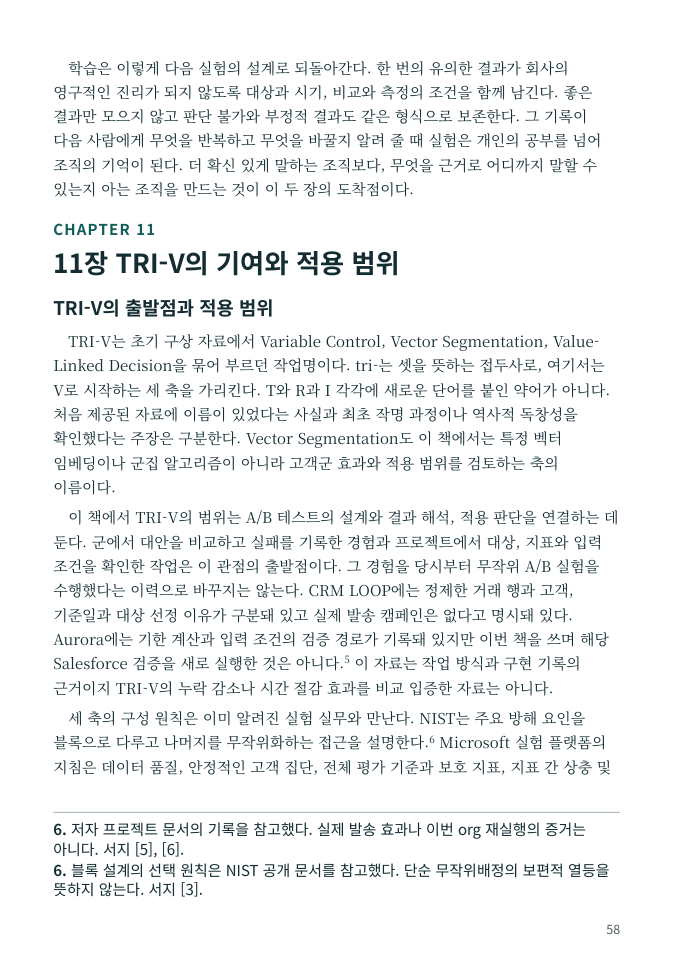 학습은 이렇게 다음 실험의 설계로 되돌아간다. 한 번의 유의한 결과가 회사의
영구적인 진리가 되지 않도록 대상과 시기, 비교와 측정의 조건을 함께 남긴다. 좋은
결과만 모으지 않고 판단 불가와 부정적 결과도 같은 형식으로 보존한다. 그 기록이
다음 사람에게 무엇을 반복하고 무엇을 바꿀지 알려 줄 때 실험은 개인의 공부를 넘어
조직의 기억이 된다. 더 확신 있게 말하는 조직보다, 무엇을 근거로 어디까지 말할 수
있는지 아는 조직을 만드는 것이 이 두 장의 도착점이다.
CHAPTER 11
11장 TRI-V의 기여와 적용 범위
TRI-V의 출발점과 적용 범위
TRI-V는 초기 구상 자료에서 Variable Control, Vector Segmentation, Value-
Linked Decision을 묶어 부르던 작업명이다. tri-는 셋을 뜻하는 접두사로, 여기서는
V로 시작하는 세 축을 가리킨다. T와 R과 I 각각에 새로운 단어를 붙인 약어가 아니다.
처음 제공된 자료에 이름이 있었다는 사실과 최초 작명 과정이나 역사적 독창성을
확인했다는 주장은 구분한다. Vector Segmentation도 이 책에서는 특정 벡터
임베딩이나 군집 알고리즘이 아니라 고객군 효과와 적용 범위를 검토하는 축의
이름이다.
이 책에서 TRI-V의 범위는 A/B 테스트의 설계와 결과 해석, 적용 판단을 연결하는 데
둔다. 군에서 대안을 비교하고 실패를 기록한 경험과 프로젝트에서 대상, 지표와 입력
조건을 확인한 작업은 이 관점의 출발점이다. 그 경험을 당시부터 무작위 A/B 실험을
수행했다는 이력으로 바꾸지는 않는다. CRM LOOP에는 정제한 거래 행과 고객,
기준일과 대상 선정 이유가 구분돼 있고 실제 발송 캠페인은 없다고 명시돼 있다.
Aurora에는 기한 계산과 입력 조건의 검증 경로가 기록돼 있지만 이번 책을 쓰며 해당
Salesforce 검증을 새로 실행한 것은 아니다.5 이 자료는 작업 방식과 구현 기록의
근거이지 TRI-V의 누락 감소나 시간 절감 효과를 비교 입증한 자료는 아니다.
세 축의 구성 원칙은 이미 알려진 실험 실무와 만난다. NIST는 주요 방해 요인을
블록으로 다루고 나머지를 무작위화하는 접근을 설명한다.6 Microsoft 실험 플랫폼의
지침은 데이터 품질, 안정적인 고객 집단, 전체 평가 기준과 보호 지표, 지표 간 상충 및
6. 저자 프로젝트 문서의 기록을 참고했다. 실제 발송 효과나 이번 org 재실행의 증거는
아니다. 서지 [5], [6].
6. 블록 설계의 선택 원칙은 NIST 공개 문서를 참고했다. 단순 무작위배정의 보편적 열등을
뜻하지 않는다. 서지 [3].
58